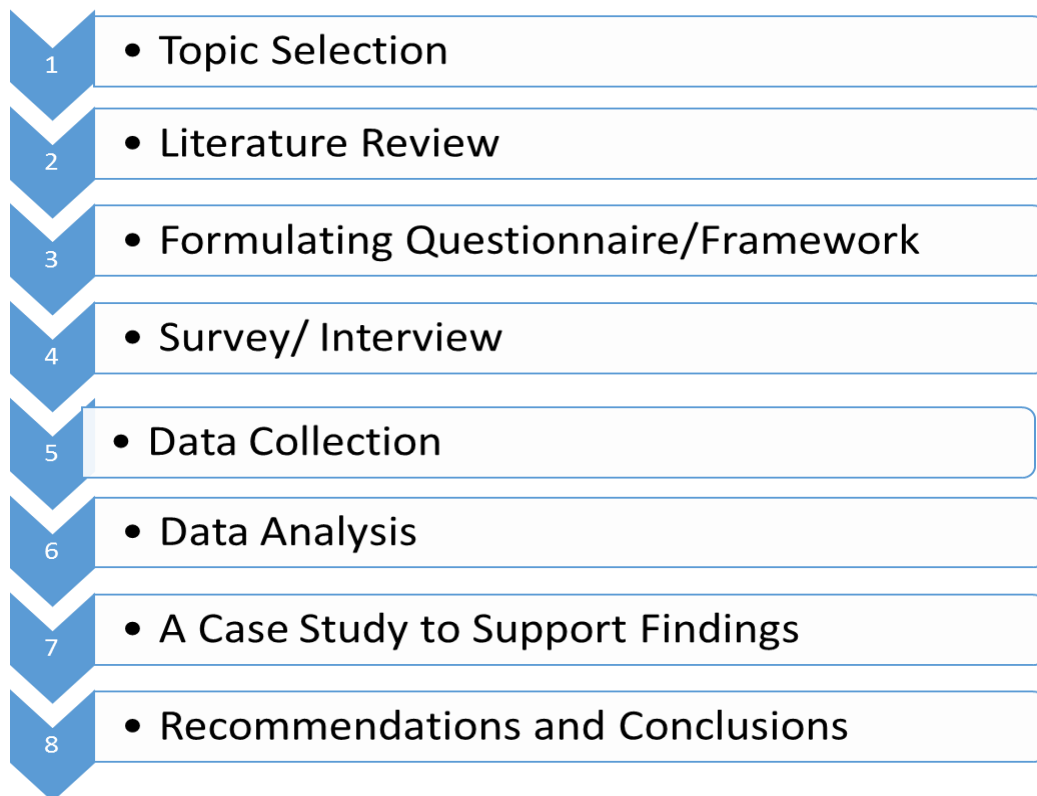 1 • Topic Selection
2 • Literature Review
3 • Formulating Questionnaire/Framework
4 • Survey/ Interview
5 • Data Collection
6 • Data Analysis
7 • A Case Study to Support Findings
8 • Recommendations and Conclusions